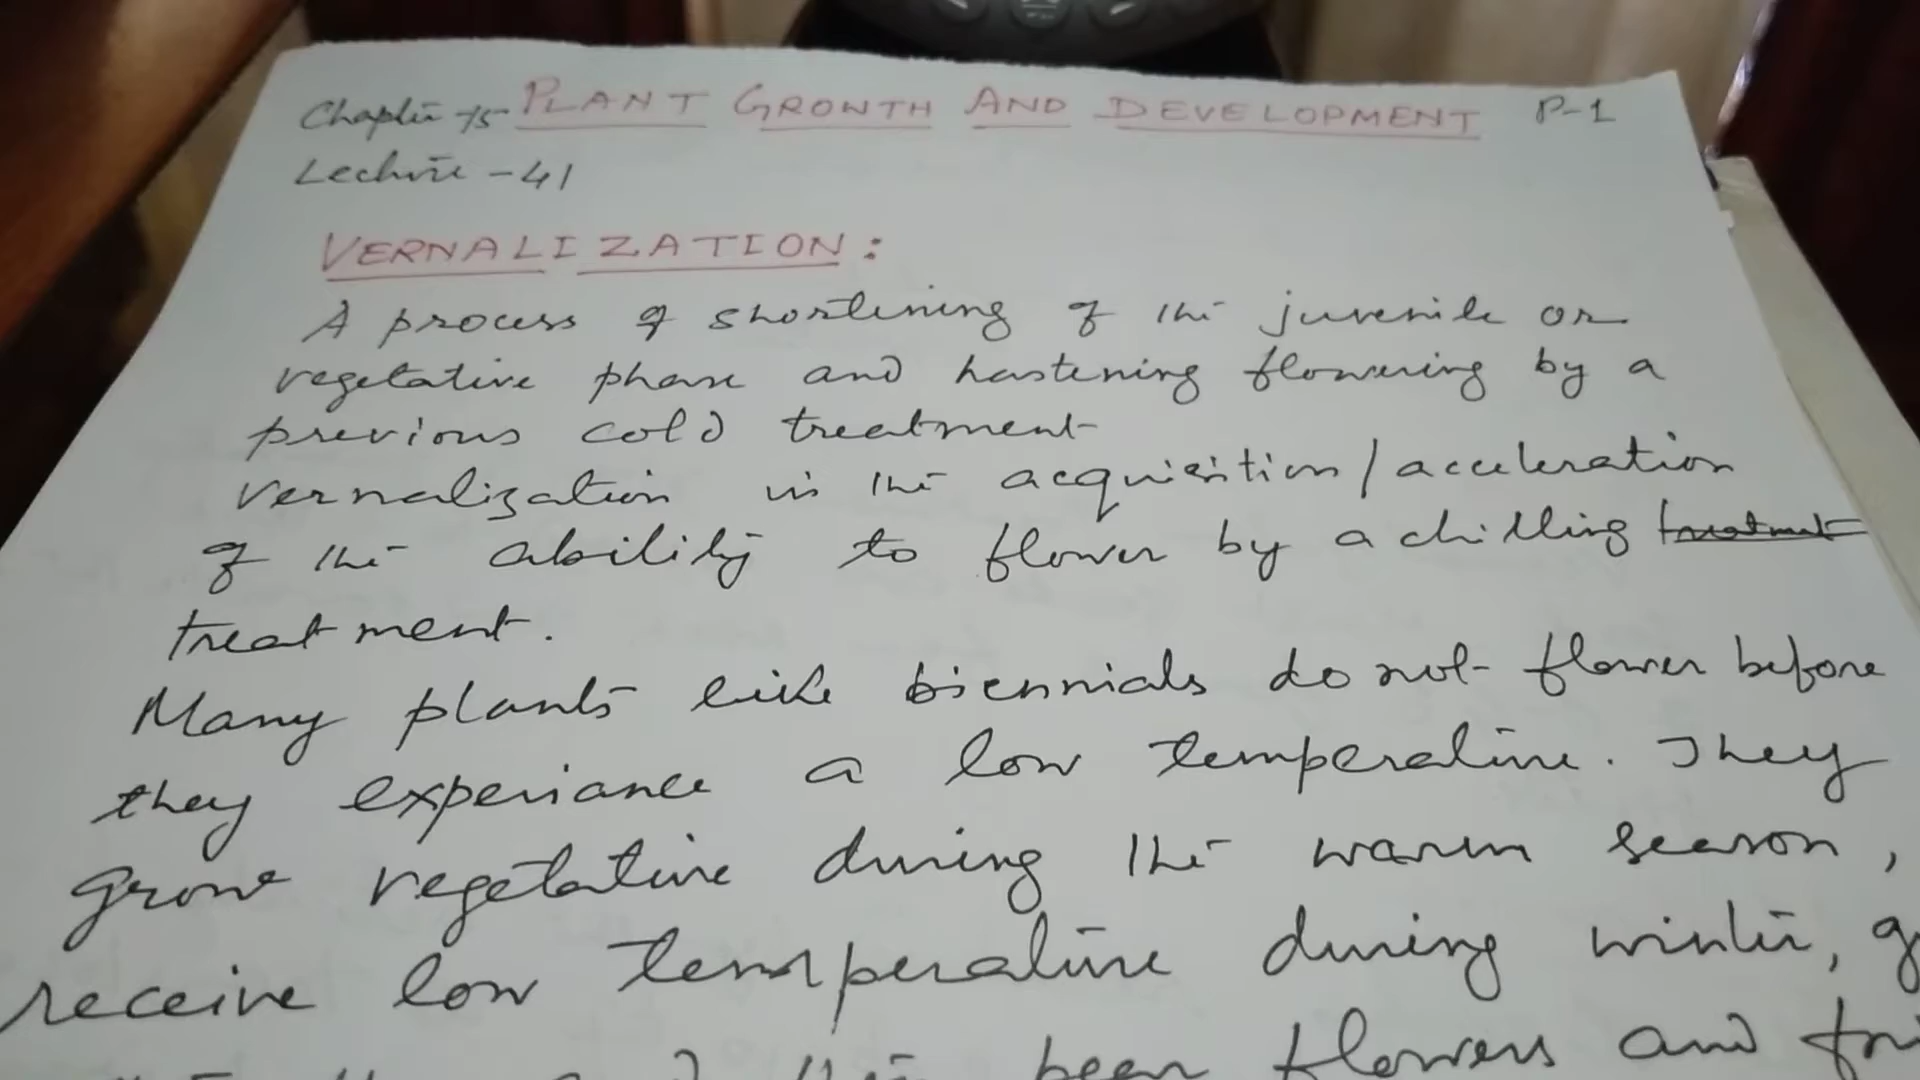 Chapter 15 PLANT GROWTH AND DEVELOPMENT P-1
Lecture - 41
VERNALIZATION:
A process of shortening of the juvenile or
vegetative phase and hastening flowering by a
previous cold treatment
vernalization is the acquisition/acceleration
of the ability to flower by a chilling treatment
treatment.
Many plants like biennials do not flower before
they experiance a low temperature. They
grow vegetative during the warm season,
receive low temperature during winter,
flowers and